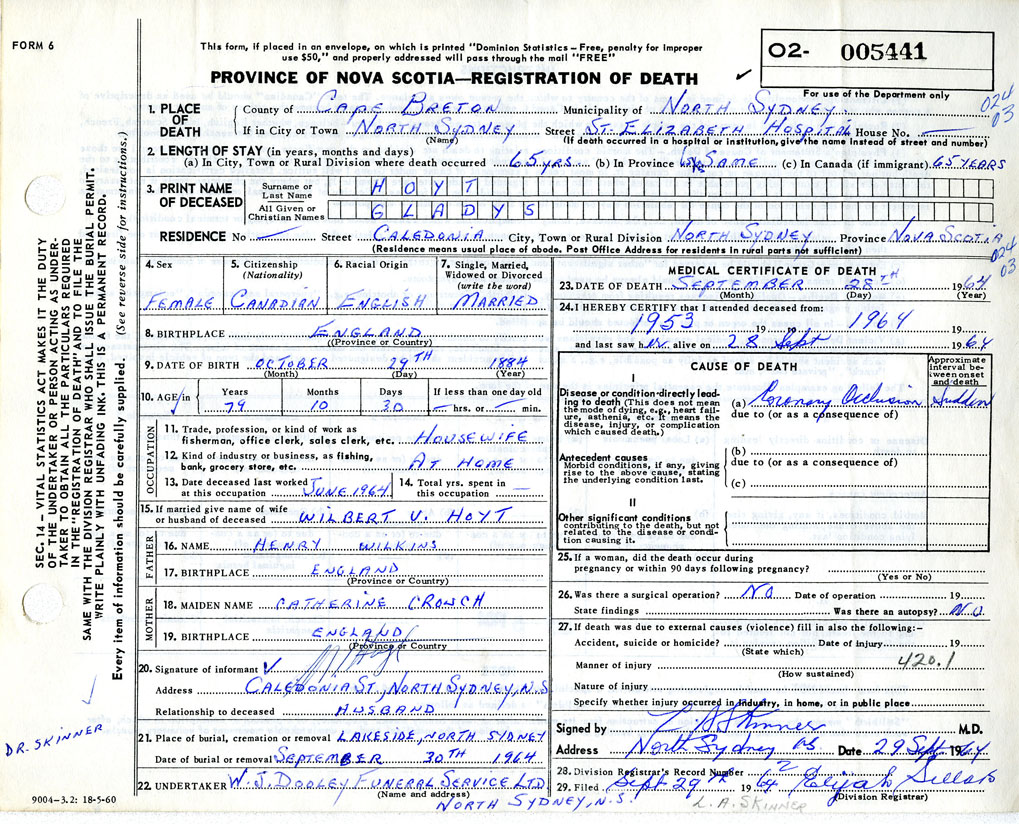 FORM 6
This form, if placed in an envelope, on which is printed "Dominion Statistics – Free, penalty for improper
use $50," and properly addressed will pass through the mail "FREE"
PROVINCE OF NOVA SCOTIA—REGISTRATION OF DEATH ✓
O2- 005441
For use of the Department only
024
03
1. PLACE OF DEATH
County of CAPE BRETON Municipality of NORTH SYDNEY
If in City or Town NORTH SYDNEY Street ST. ELIZABETH HOSPITAL House No. —
(Name) (If death occurred in a hospital or institution, give the name instead of street and number)
2. LENGTH OF STAY (in years, months and days)
(a) In City, Town or Rural Division where death occurred 65 YRS (b) In Province SAME (c) In Canada (if immigrant) 65 YEARS
3. PRINT NAME OF DECEASED
Surname or Last Name HOYT
All Given or Christian Names GLADYS
RESIDENCE No — Street CALEDONIA City, Town or Rural Division NORTH SYDNEY Province NOVA SCOTIA
(Residence means usual place of abode. Post Office Address for residents in rural parts not sufficient)
024
03
4. Sex
FEMALE
5. Citizenship (Nationality)
CANADIAN
6. Racial Origin
ENGLISH
7. Single, Married, Widowed or Divorced (write the word)
MARRIED
8. BIRTHPLACE ENGLAND
(Province or Country)
9. DATE OF BIRTH OCTOBER 29TH 1884
(Month) (Day) (Year)
10. AGE in ✓ Years 79 Months 10 Days 30 If less than one day old — hrs. or — min.
OCCUPATION
11. Trade, profession, or kind of work as fisherman, office clerk, sales clerk, etc. HOUSEWIFE
12. Kind of industry or business, as fishing, bank, grocery store, etc. AT HOME
13. Date deceased last worked at this occupation JUNE 1964
14. Total yrs. spent in this occupation —
15. If married give name of wife or husband of deceased WILBERT V. HOYT
FATHER
16. NAME HENRY WILKINS
17. BIRTHPLACE ENGLAND
(Province or Country)
MOTHER
18. MAIDEN NAME CATHERINE CROWCH
19. BIRTHPLACE ENGLAND
(Province or Country
20. Signature of informant ✓
Address CALEDONIA ST, NORTH SYDNEY, N.S
Relationship to deceased HUSBAND
21. Place of burial, cremation or removal LAKESIDE, NORTH SYDNEY
Date of burial or removal SEPTEMBER 30TH 1964
22. UNDERTAKER W. J. DOOLEY FUNERAL SERVICE LTD
(Name and address)
NORTH SYDNEY, N.S.
MEDICAL CERTIFICATE OF DEATH
23. DATE OF DEATH SEPTEMBER 28TH 1964
(Month) (Day) (Year)
24. I HEREBY CERTIFY that I attended deceased from:
1953 19 19 1964 19
and last saw h alive on 28 Sept 1964
CAUSE OF DEATH
Approximate interval between onset and death
I
Disease or condition directly leading to death (This does not mean the mode of dying, e.g., heart failure, asthenia, etc. It means the disease, injury, or complication which caused death.)
(a) Coronary Occlusion Sudden
due to (or as a consequence of)
Antecedent causes
Morbid conditions, if any, giving rise to the above cause, stating the underlying condition last.
(b)
due to (or as a consequence of)
(c)
II
Other significant conditions
contributing to the death, but not related to the disease or condition causing it.
25. If a woman, did the death occur during
pregnancy or within 90 days following pregnancy?
(Yes or No)
26. Was there a surgical operation? NO Date of operation 19
State findings Was there an autopsy? NO
27. If death was due to external causes (violence) fill in also the following:–
Accident, suicide or homicide? Date of injury 19
(State which)
420.1
Manner of injury
(How sustained)
Nature of injury
Specify whether injury occurred in industry, in home, or in public place
Signed by L A Skinner M.D.
Address North Sydney NS Date 29 Sept 1964
28. Division Registrar's Record Number
29. Filed Sept 29th 1964 Elijah
(Division Registrar)
L. A. SKINNER
SEC. 14 – VITAL STATISTICS ACT MAKES IT THE DUTY
OF THE UNDERTAKER OR PERSON ACTING AS UNDER-
TAKER TO OBTAIN ALL THE PARTICULARS REQUIRED
IN THE "REGISTRATION OF DEATH" AND TO FILE THE
SAME WITH THE DIVISION REGISTRAR WHO SHALL ISSUE THE BURIAL PERMIT.
WRITE PLAINLY WITH UNFADING INK. THIS IS A PERMANENT RECORD.
Every item of information should be carefully supplied. (See reverse side for instructions.)
DR. SKINNER
9004–3.2: 18-5-60